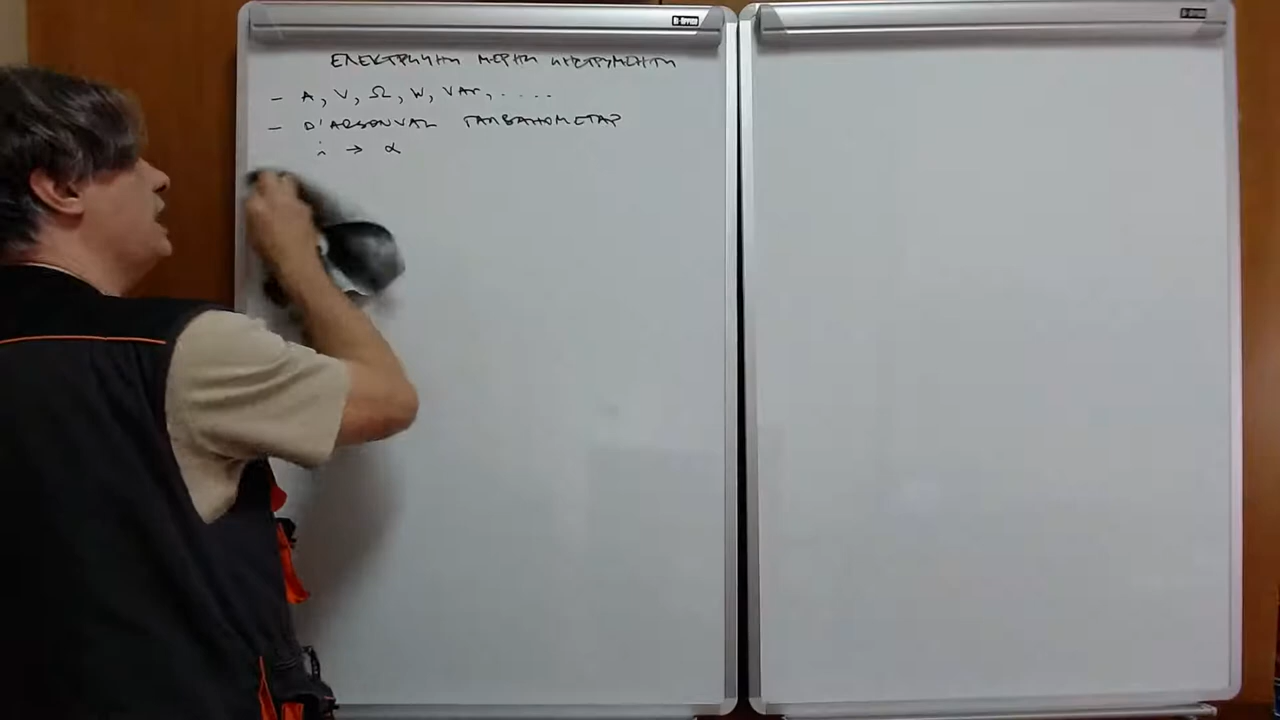 ЕЛЕКТРИЧНИ МЕРНИ ИНСТРУМЕНТИ
– A, V, Ω, W, VAr, ....
– D'ARSONVAL ГАЛВАНОМЕТАР
i → α